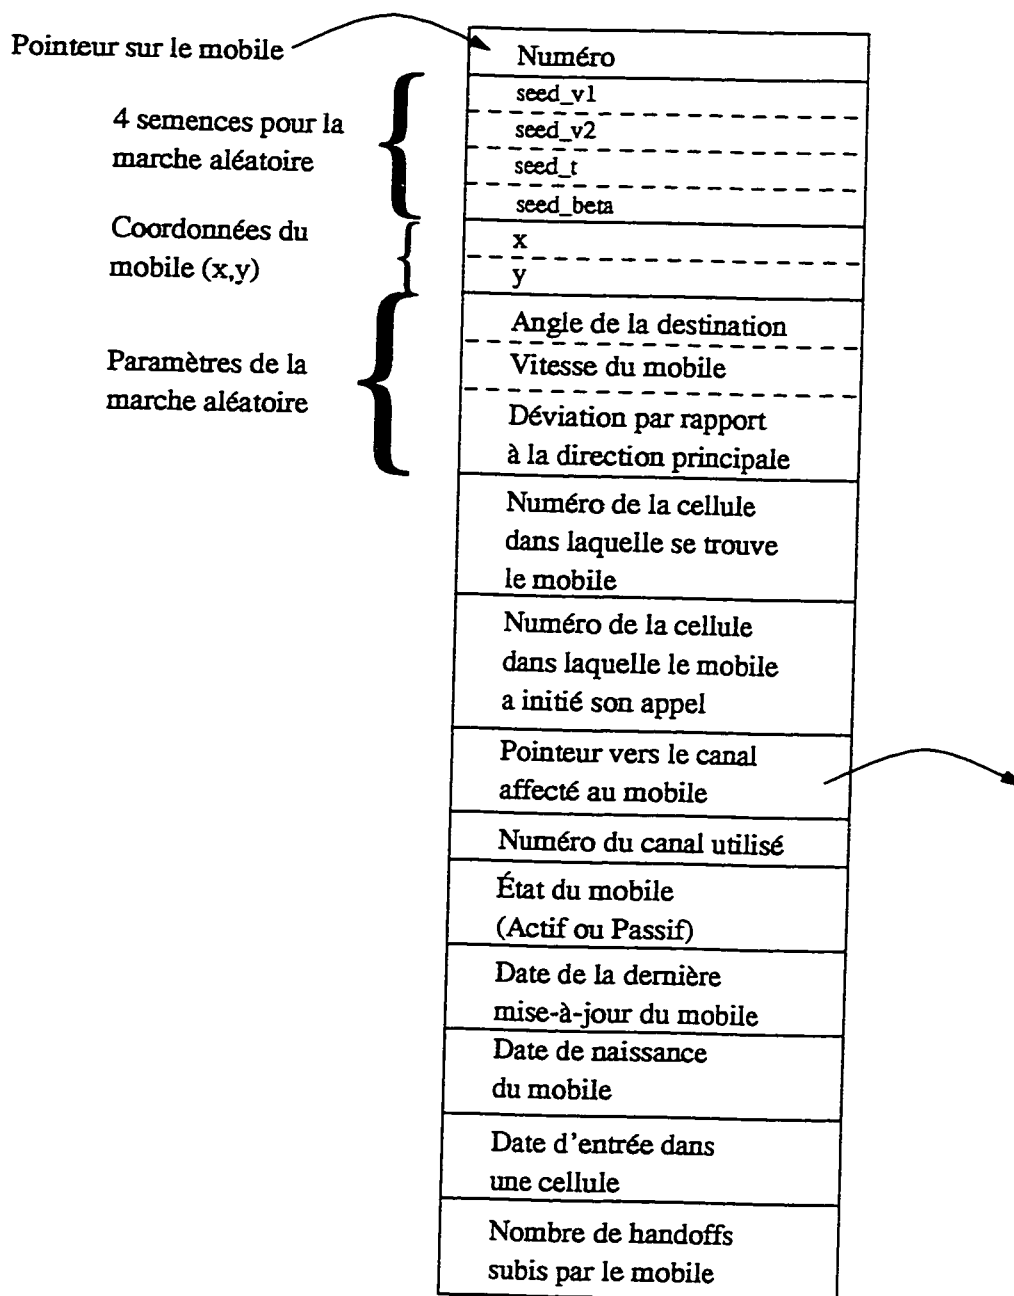 Pointeur sur le mobile
Numéro
4 semences pour la
marche aléatoire
seed_v1
seed_v2
seed_t
seed_beta
Coordonnées du
mobile (x,y)
x
y
Paramètres de la
marche aléatoire
Angle de la destination
Vitesse du mobile
Déviation par rapport
à la direction principale
Numéro de la cellule
dans laquelle se trouve
le mobile
Numéro de la cellule
dans laquelle le mobile
a initié son appel
Pointeur vers le canal
affecté au mobile
Numéro du canal utilisé
État du mobile
(Actif ou Passif)
Date de la dernière
mise-à-jour du mobile
Date de naissance
du mobile
Date d'entrée dans
une cellule
Nombre de handoffs
subis par le mobile